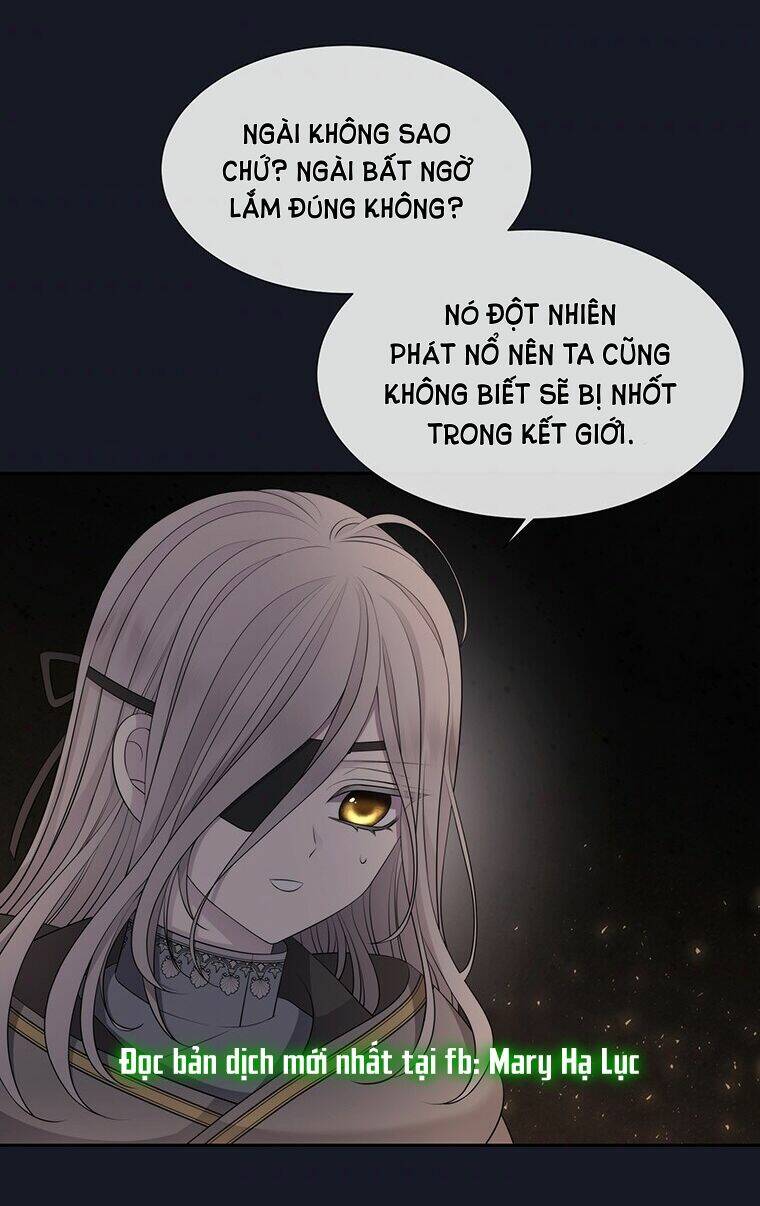 NGÀI KHÔNG SAO
CHỨ? NGÀI BẤT NGỜ
LẮM ĐÚNG KHÔNG?
NÓ ĐỘT NHIÊN
PHÁT NỔ NÊN TA CŨNG
KHÔNG BIẾT SẼ BỊ NHỐT
TRONG KẾT GIỚI.
Đọc bản dịch mới nhất tại fb: Mary Hạ Lục